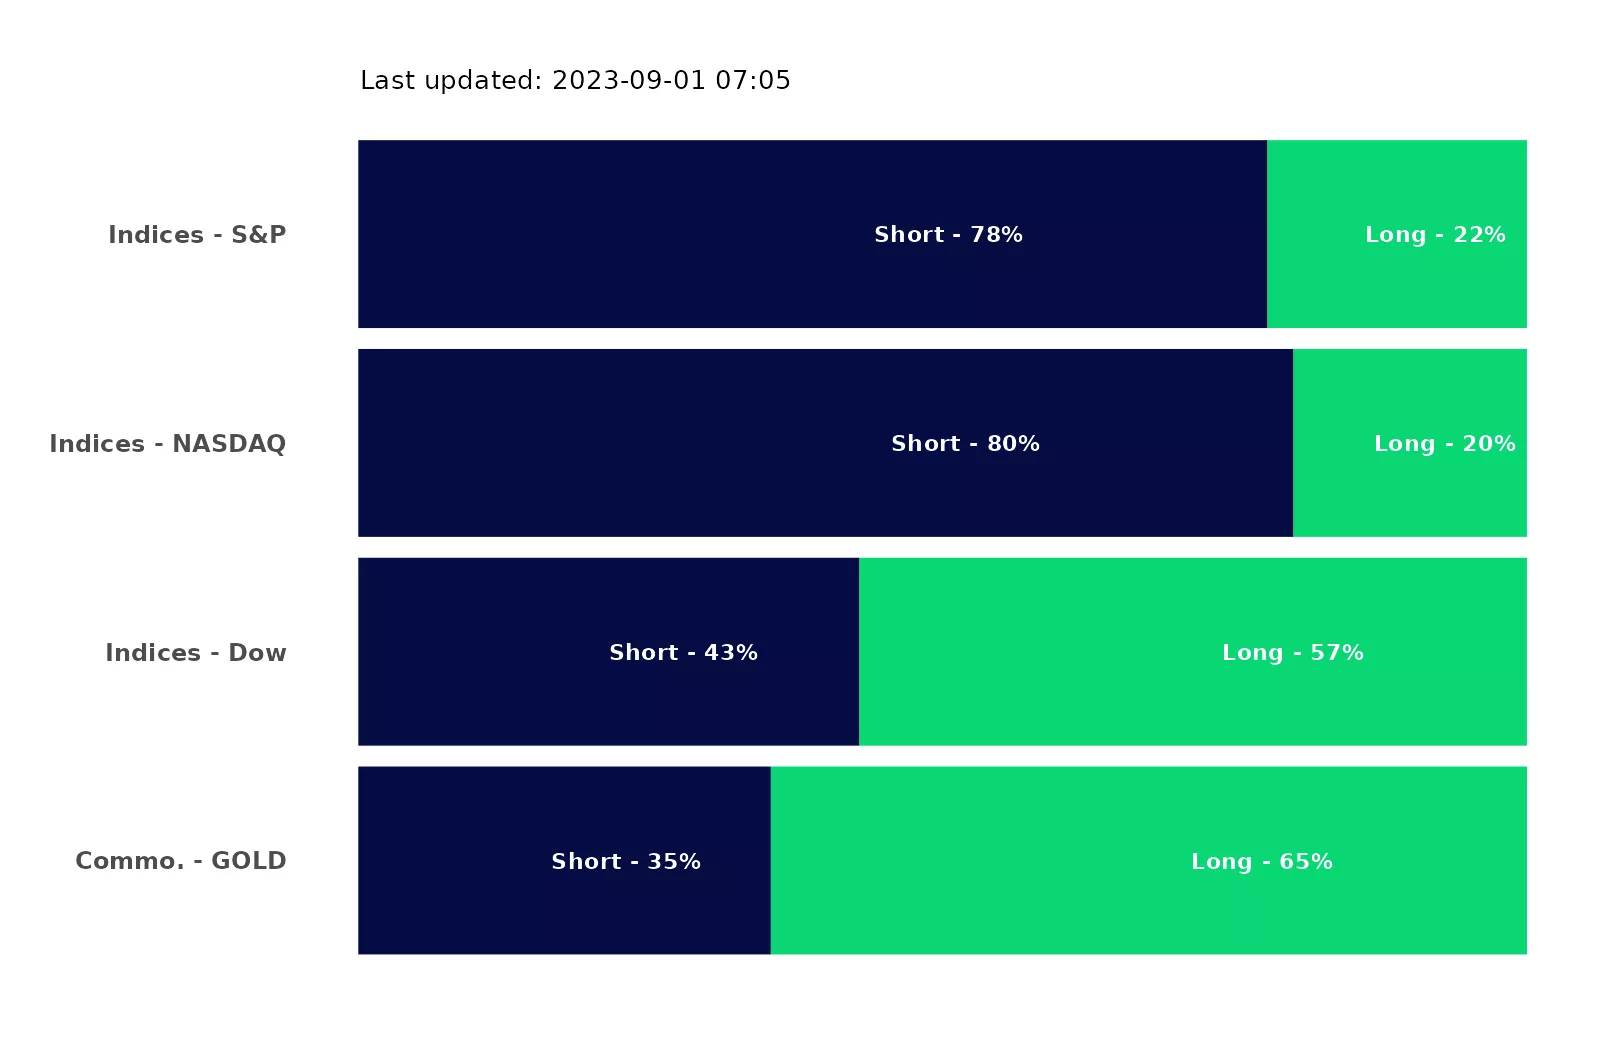 Last updated: 2023-09-01 07:05
Indices - S&P Short - 78% Long - 22%
Indices - NASDAQ Short - 80% Long - 20%
Indices - Dow Short - 43% Long - 57%
Commo. - GOLD Short - 35% Long - 65%